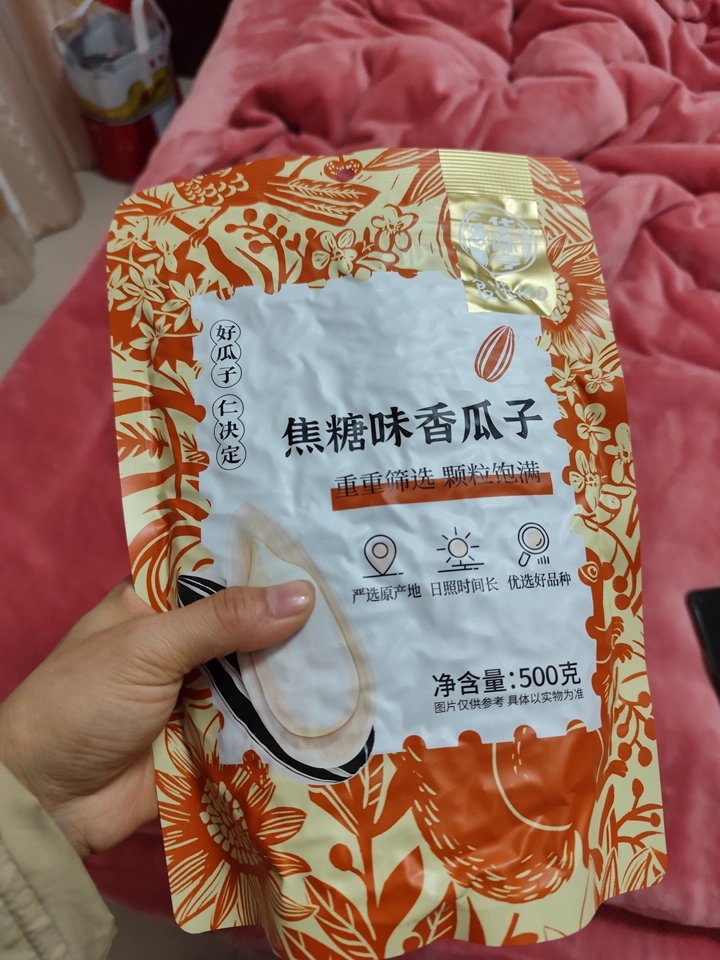 好瓜子
仁决定
焦糖味香瓜子
重重筛选 颗粒饱满
严选原产地 日照时间长 优选好品种
净含量:500克
图片仅供参考 具体以实物为准